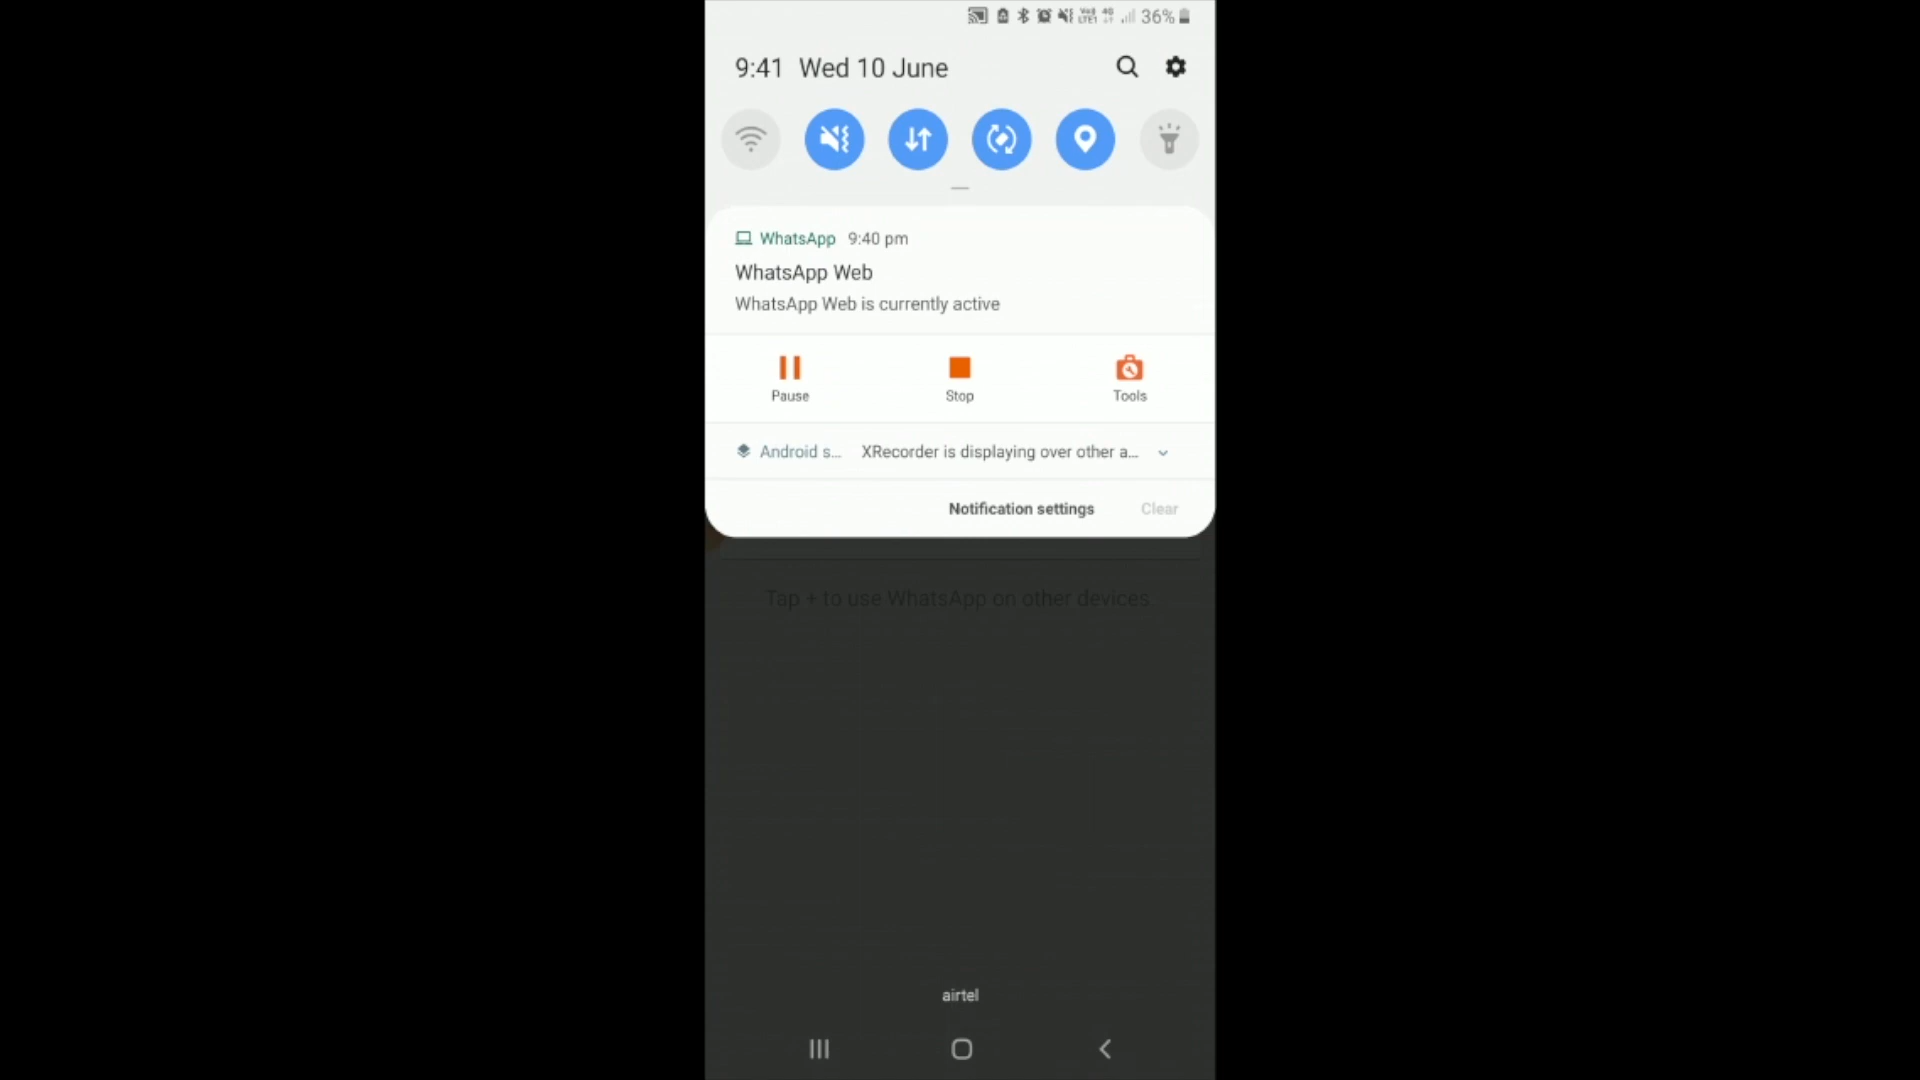 36%
9:41 Wed 10 June
WhatsApp 9:40 pm
WhatsApp Web
WhatsApp Web is currently active
Pause Stop Tools
Android s... XRecorder is displaying over other a...
Notification settings Clear
Tap + to use WhatsApp on other devices
airtel